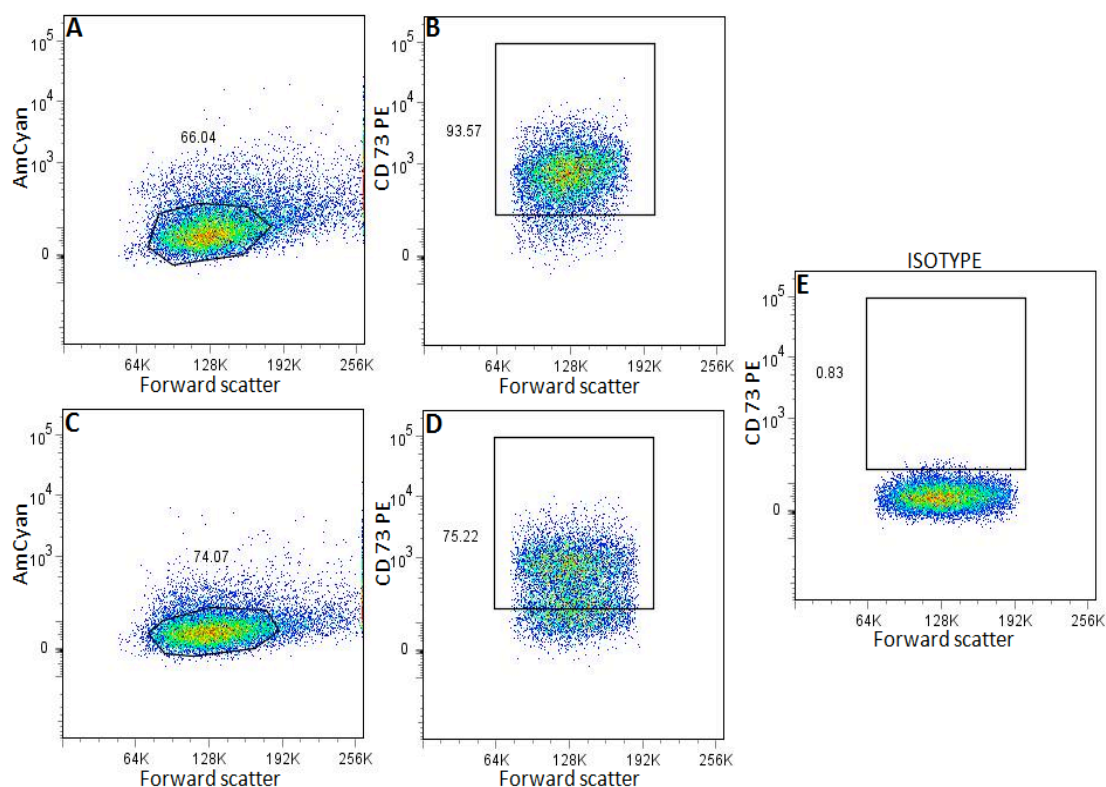 A
AmCyan
10^5
10^4
10^3
0
66.04
64K 128K 192K 256K
Forward scatter
B
CD 73 PE
10^5
10^4
10^3
0
93.57
64K 128K 192K 256K
Forward scatter
C
AmCyan
10^5
10^4
10^3
0
74.07
64K 128K 192K 256K
Forward scatter
D
CD 73 PE
10^5
10^4
10^3
0
75.22
64K 128K 192K 256K
Forward scatter
ISOTYPE
E
CD 73 PE
10^5
10^4
10^3
0
0.83
64K 128K 192K 256K
Forward scatter